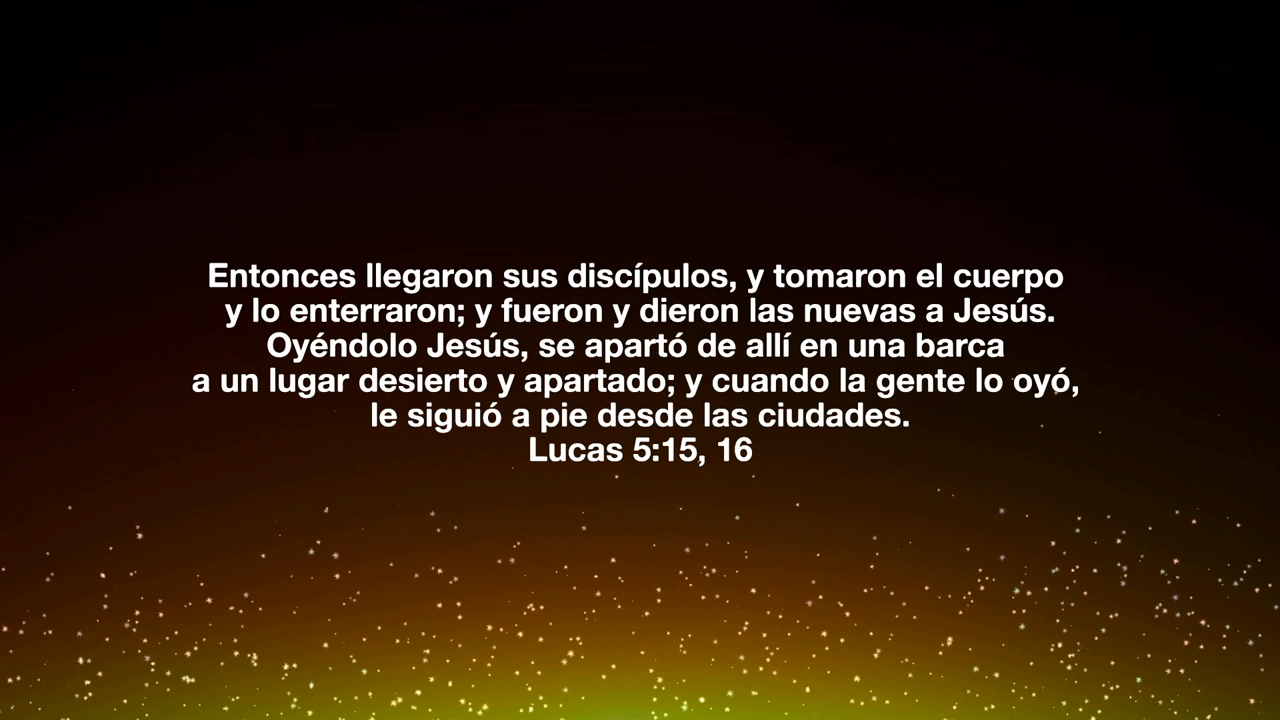 Entonces llegaron sus discípulos, y tomaron el cuerpo
y lo enterraron; y fueron y dieron las nuevas a Jesús.
Oyéndolo Jesús, se apartó de allí en una barca
a un lugar desierto y apartado; y cuando la gente lo oyó,
le siguió a pie desde las ciudades.
Lucas 5:15, 16